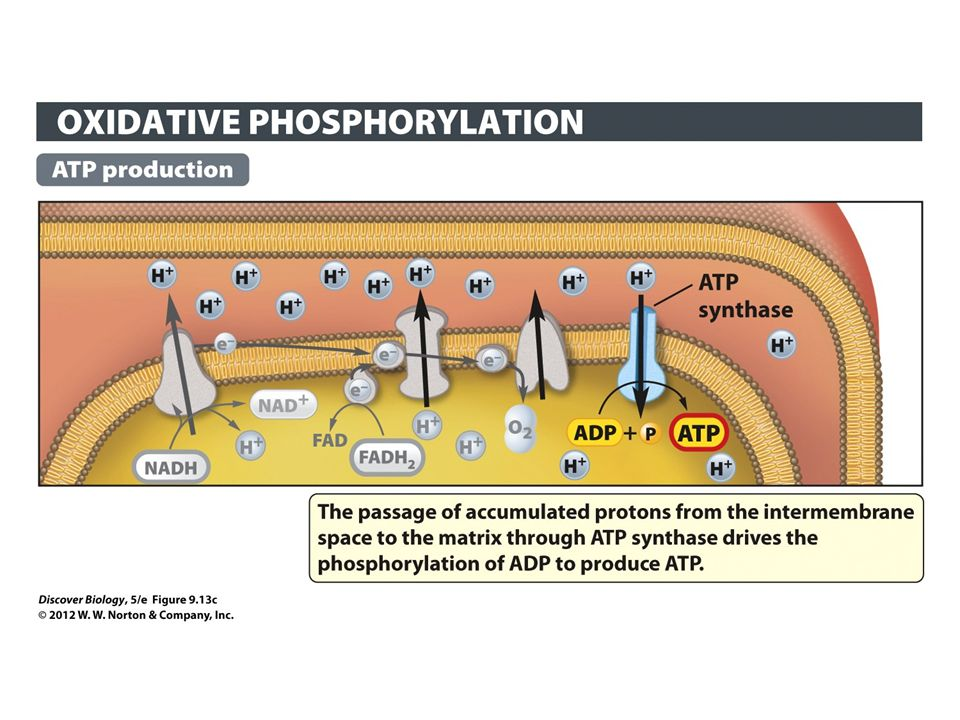 OXIDATIVE PHOSPHORYLATION
ATP production
H⁺ H⁺ H⁺ H⁺ H⁺ H⁺ H⁺ H⁺
H⁺ H⁺
ATP
synthase
H⁺
e⁻ e⁻ e⁻
e⁻
NAD⁺
H⁺
NADH
FAD
FADH₂
H⁺
H⁺
O₂
ADP + P ATP
H⁺ H⁺
The passage of accumulated protons from the intermembrane
space to the matrix through ATP synthase drives the
phosphorylation of ADP to produce ATP.
Discover Biology, 5/e Figure 9.13c
© 2012 W. W. Norton & Company, Inc.